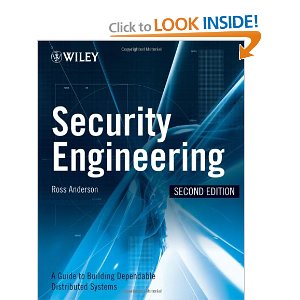 Click to LOOK INSIDE!
WILEY
Security
Engineering
Ross Anderson
SECOND EDITION
A Guide to Building Dependable
Distributed Systems